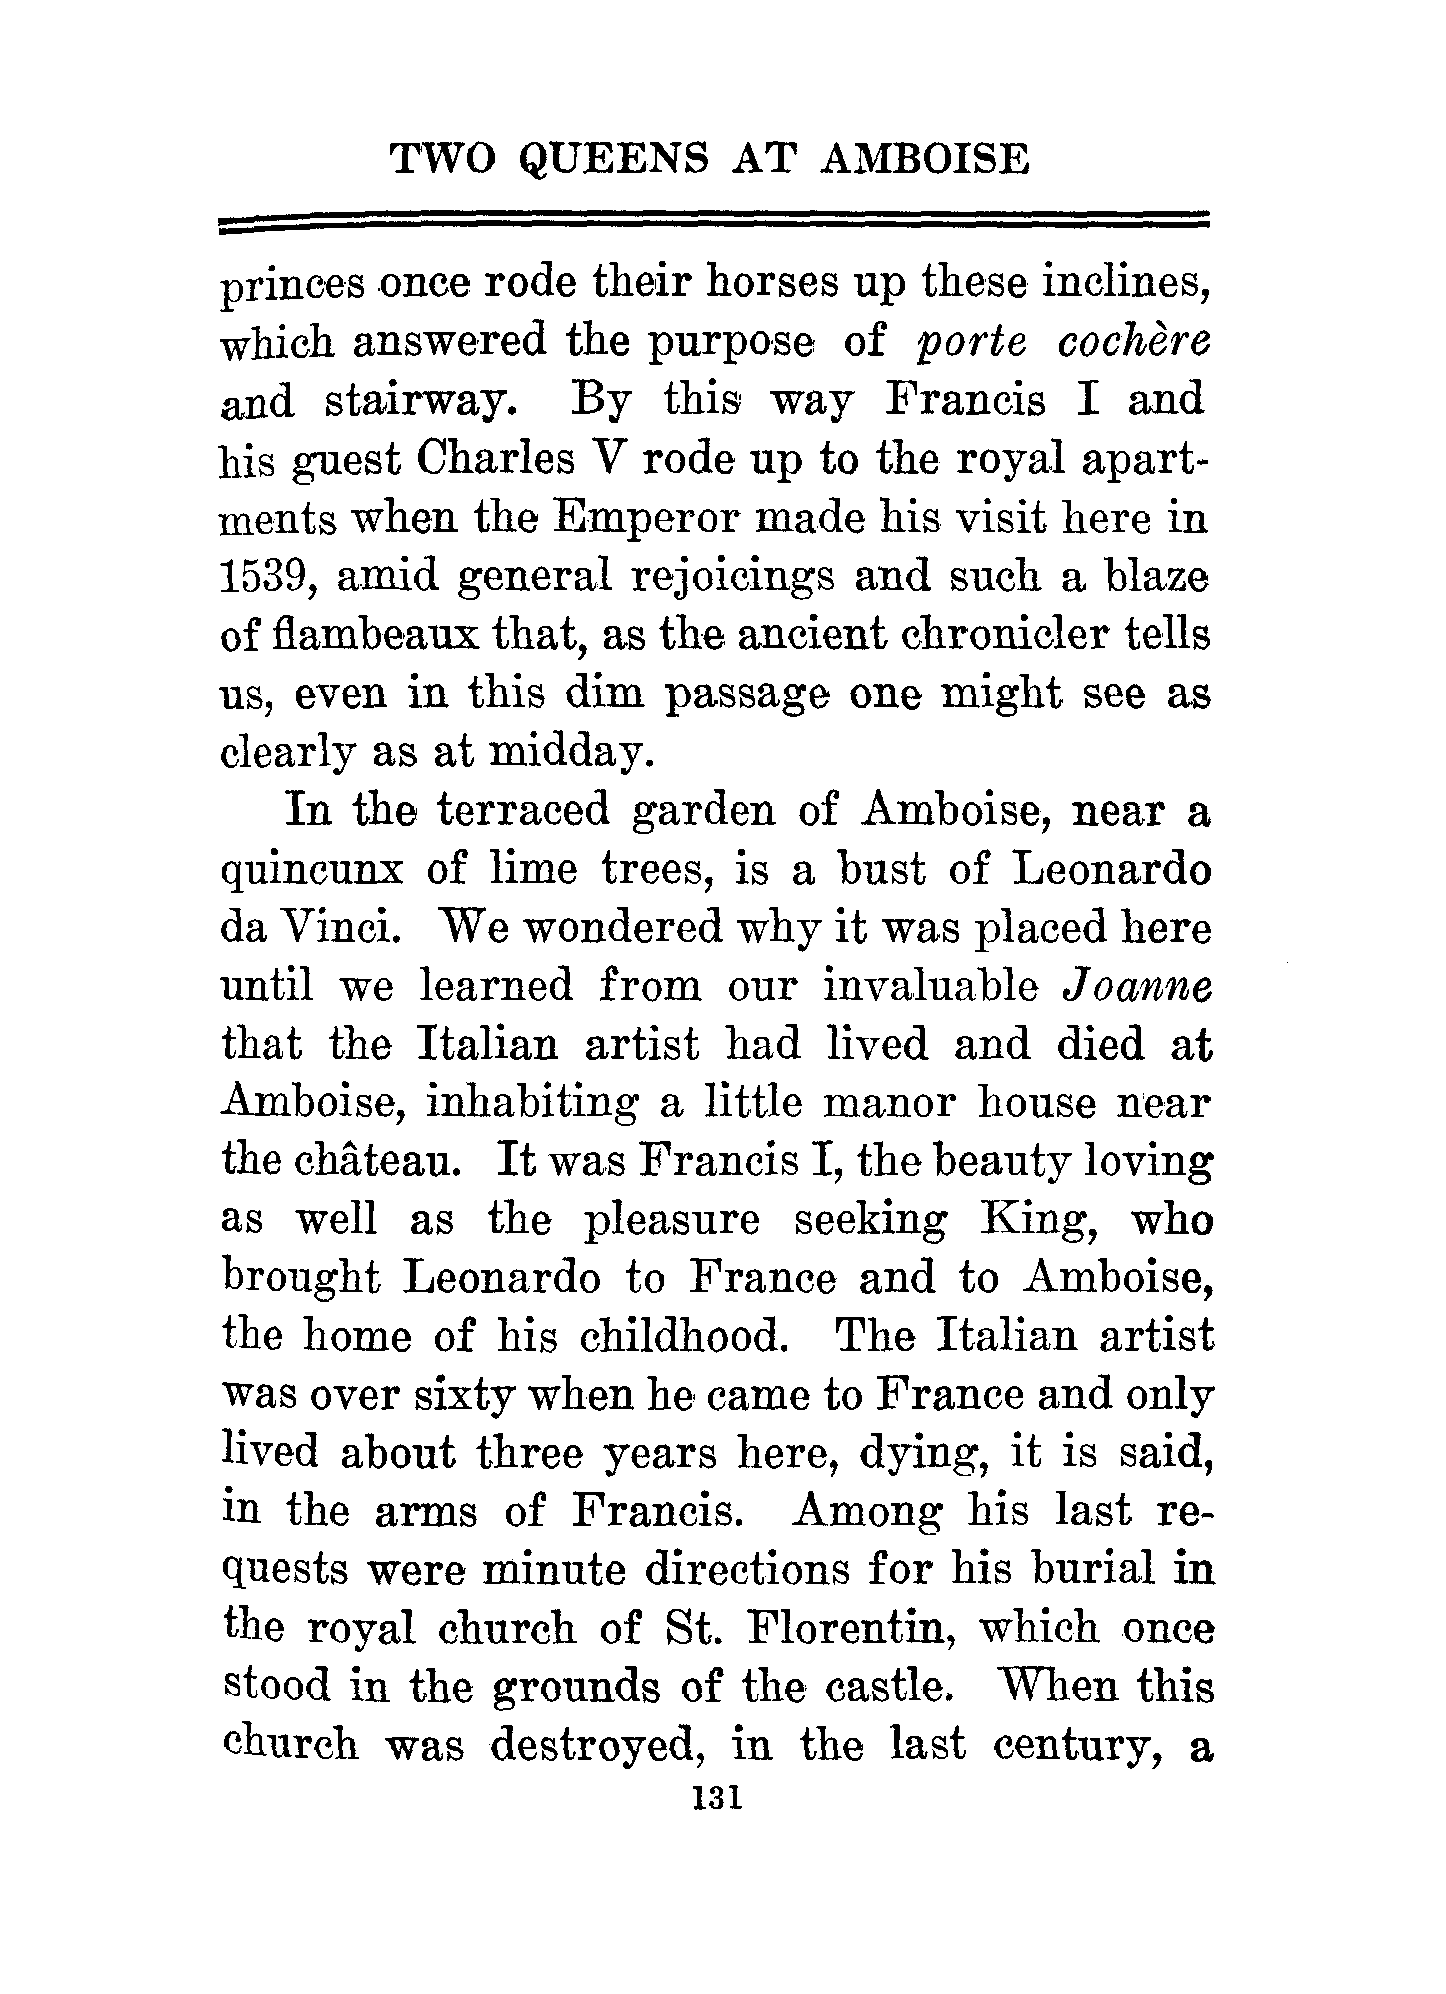 TWO QUEENS AT AMBOISE
princes once rode their horses up these inclines,
which answered the purpose of porte cochère
and stairway. By this way Francis I and
his guest Charles V rode up to the royal apart-
ments when the Emperor made his visit here in
1539, amid general rejoicings and such a blaze
of flambeaux that, as the ancient chronicler tells
us, even in this dim passage one might see as
clearly as at midday.
In the terraced garden of Amboise, near a
quincunx of lime trees, is a bust of Leonardo
da Vinci. We wondered why it was placed here
until we learned from our invaluable Joanne
that the Italian artist had lived and died at
Amboise, inhabiting a little manor house near
the château. It was Francis I, the beauty loving
as well as the pleasure seeking King, who
brought Leonardo to France and to Amboise,
the home of his childhood. The Italian artist
was over sixty when he came to France and only
lived about three years here, dying, it is said,
in the arms of Francis. Among his last re-
quests were minute directions for his burial in
the royal church of St. Florentin, which once
stood in the grounds of the castle. When this
church was destroyed, in the last century, a
131